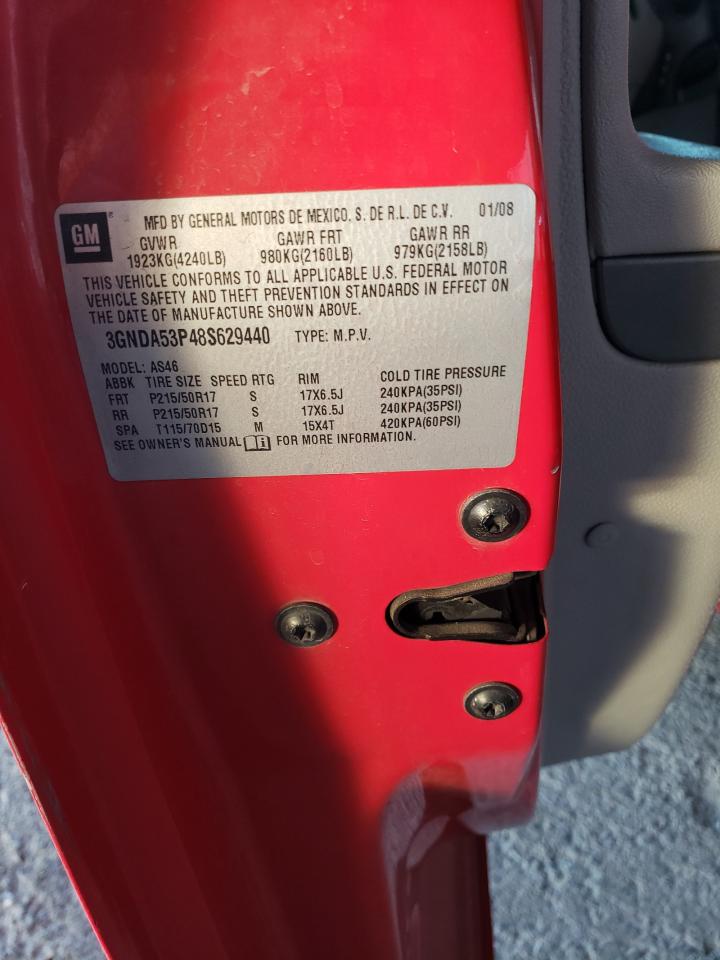 GM ® MFD BY GENERAL MOTORS DE MEXICO, S. DE R.L. DE C.V. 01/08
GVWR GAWR FRT GAWR RR
1923KG(4240LB) 980KG(2160LB) 979KG(2158LB)
THIS VEHICLE CONFORMS TO ALL APPLICABLE U.S. FEDERAL MOTOR
VEHICLE SAFETY AND THEFT PREVENTION STANDARDS IN EFFECT ON
THE DATE OF MANUFACTURE SHOWN ABOVE.
3GNDA53P48S629440 TYPE: M.P.V.
MODEL: AS46
ABBK TIRE SIZE SPEED RTG RIM COLD TIRE PRESSURE
FRT P215/50R17 S 17X6.5J 240KPA(35PSI)
RR P215/50R17 S 17X6.5J 240KPA(35PSI)
SPA T115/70D15 M 15X4T 420KPA(60PSI)
SEE OWNER'S MANUAL i FOR MORE INFORMATION.